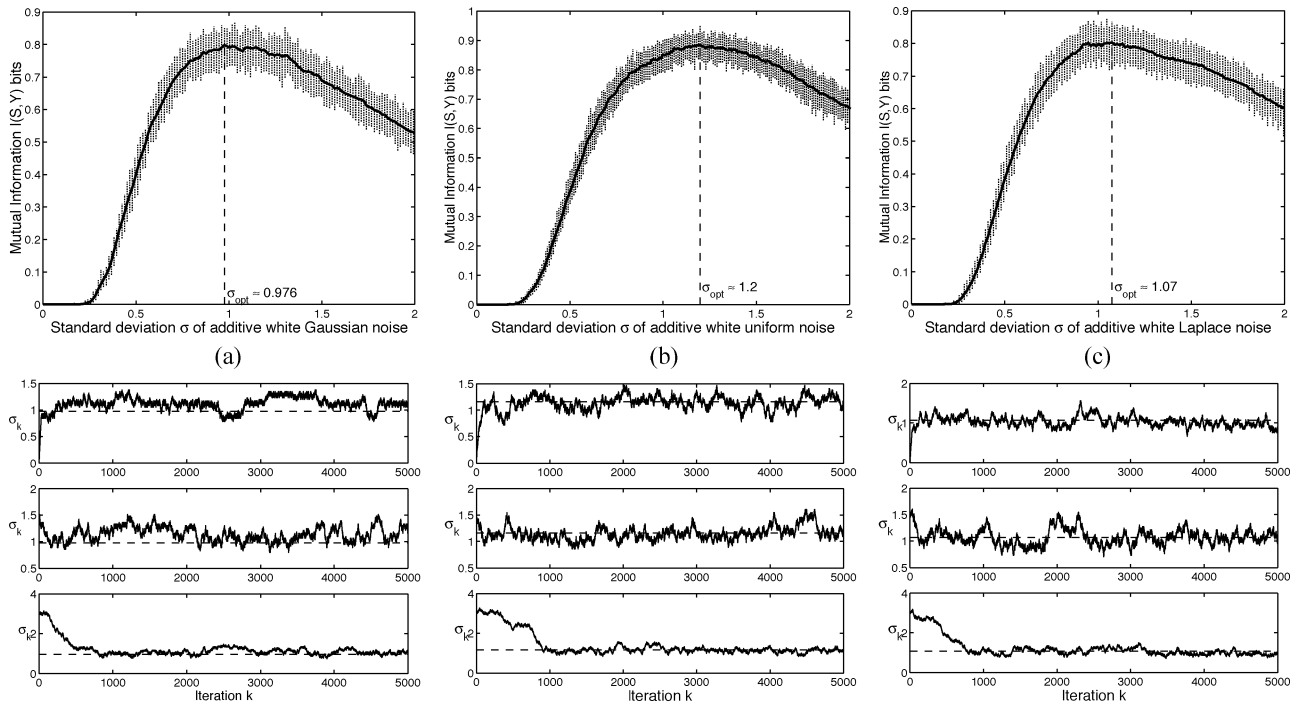 0.9
0.8
0.7
0.6
0.5
0.4
0.3
0.2
0.1
0
Mutual Information I(S,Y) bits
σopt = 0.976
0 0.5 1 1.5 2
Standard deviation σ of additive white Gaussian noise
(a)
1
0.9
0.8
0.7
0.6
0.5
0.4
0.3
0.2
0.1
0
Mutual Information I(S,Y) bits
σopt = 1.2
0 0.5 1 1.5 2
Standard deviation σ of additive white uniform noise
(b)
0.9
0.8
0.7
0.6
0.5
0.4
0.3
0.2
0.1
0
Mutual Information I(S,Y) bits
σopt = 1.07
0 0.5 1 1.5 2
Standard deviation σ of additive white Laplace noise
(c)
1.5
1
0.5
0
σk
0 1000 2000 3000 4000 5000
2
1.5
1
0.5
σk
0 1000 2000 3000 4000 5000
4
2
0
σk
0 1000 2000 3000 4000 5000
Iteration k
1.5
1
0.5
0
σk
0 1000 2000 3000 4000 5000
2
1.5
1
0.5
σk
0 1000 2000 3000 4000 5000
4
2
0
σk
0 1000 2000 3000 4000 5000
Iteration k
2
1
0
σk
0 1000 2000 3000 4000 5000
2
1.5
1
0.5
σk
0 1000 2000 3000 4000 5000
4
2
0
σk
0 1000 2000 3000 4000 5000
Iteration k